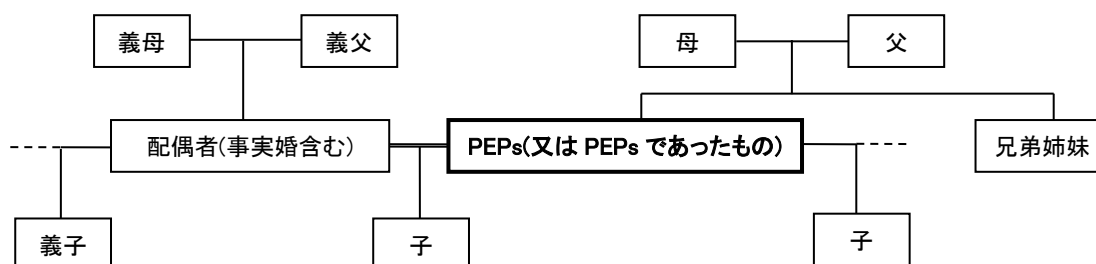 義母 義父 母 父
配偶者(事実婚含む) PEPs(又は PEPs であったもの) 兄弟姉妹
義子 子 子